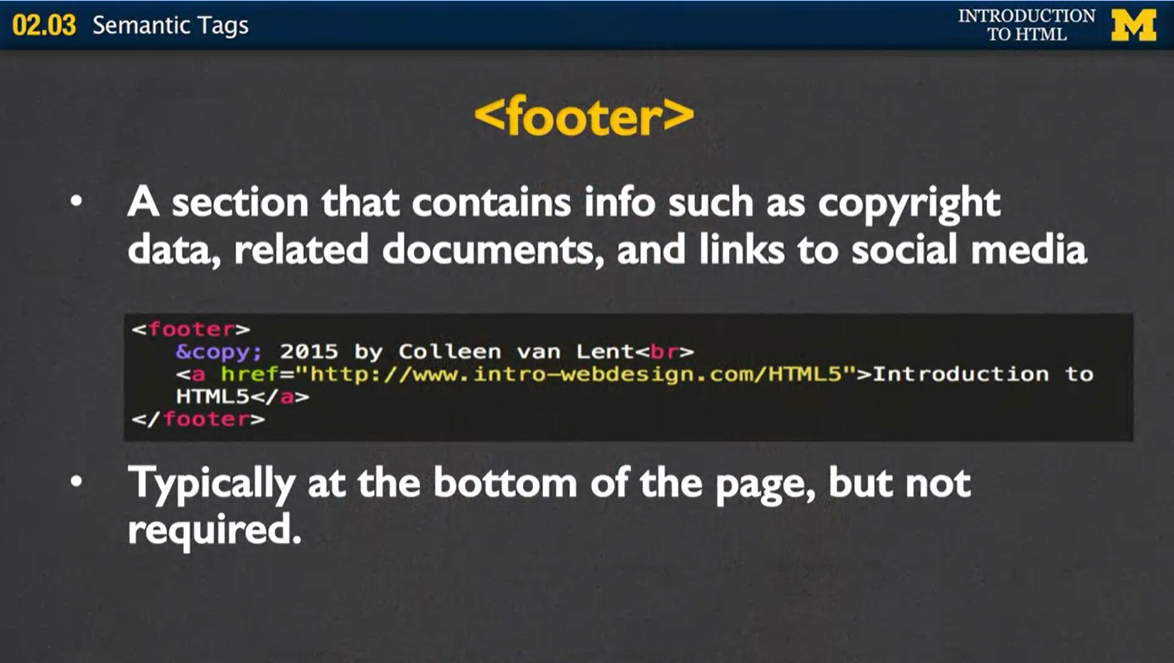 02.03 Semantic Tags
INTRODUCTION
TO HTML
M
<footer>
• A section that contains info such as copyright
data, related documents, and links to social media
<footer>
&copy; 2015 by Colleen van Lent<br>
<a href="http://www.intro-webdesign.com/HTML5">Introduction to
HTML5</a>
</footer>
• Typically at the bottom of the page, but not
required.